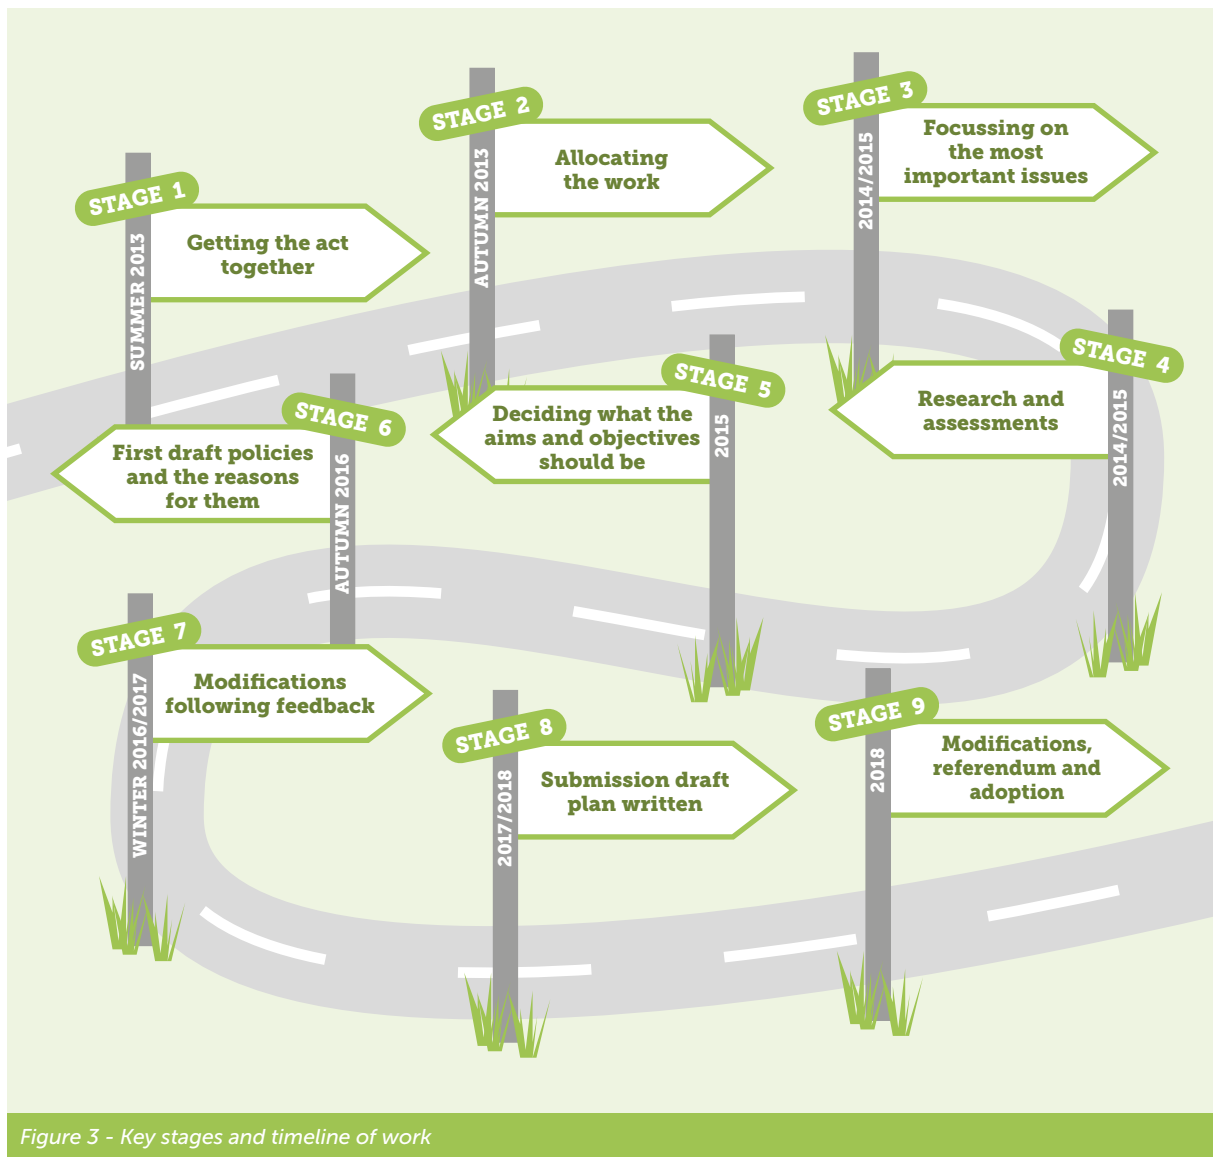 STAGE 1
SUMMER 2013
Getting the act
together
STAGE 2
AUTUMN 2013
Allocating
the work
STAGE 3
2014/2015
Focussing on
the most
important issues
STAGE 4
2014/2015
Research and
assessments
STAGE 5
2015
Deciding what the
aims and objectives
should be
STAGE 6
AUTUMN 2016
First draft policies
and the reasons
for them
STAGE 7
WINTER 2016/2017
Modifications
following feedback
STAGE 8
2017/2018
Submission draft
plan written
STAGE 9
2018
Modifications,
referendum and
adoption
Figure 3 - Key stages and timeline of work